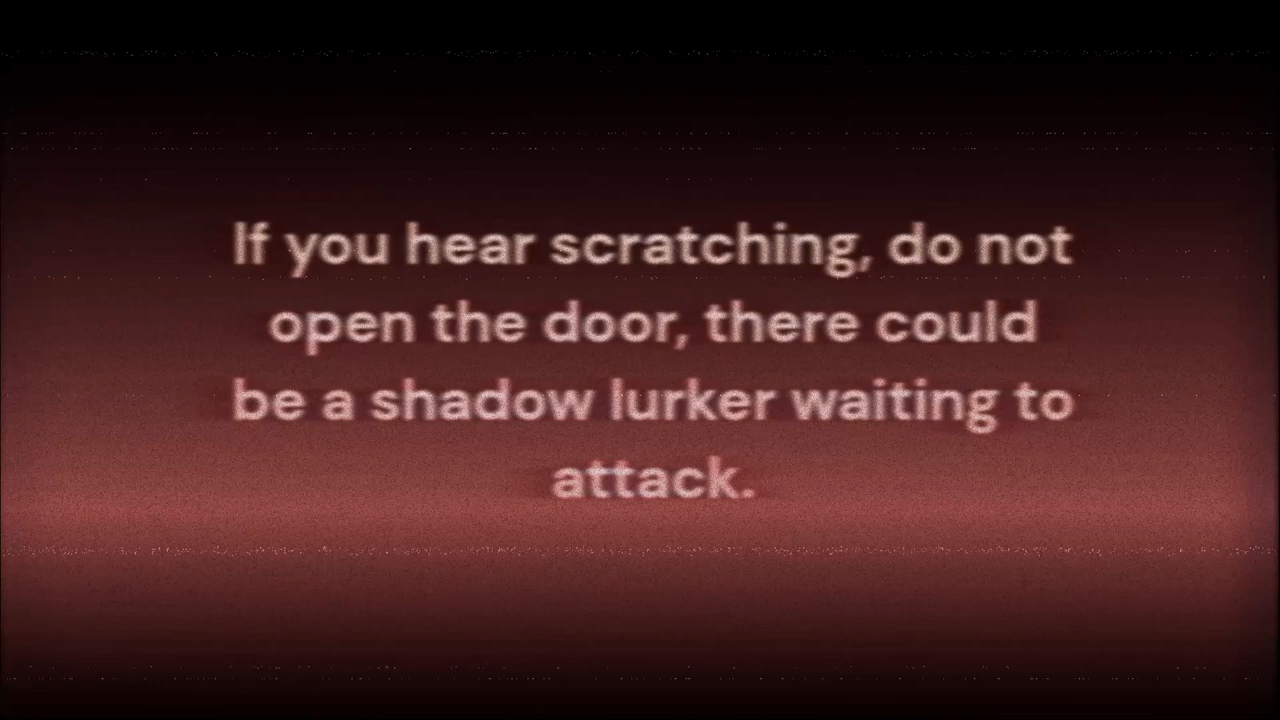 If you hear scratching, do not
open the door, there could
be a shadow lurker waiting to
attack.